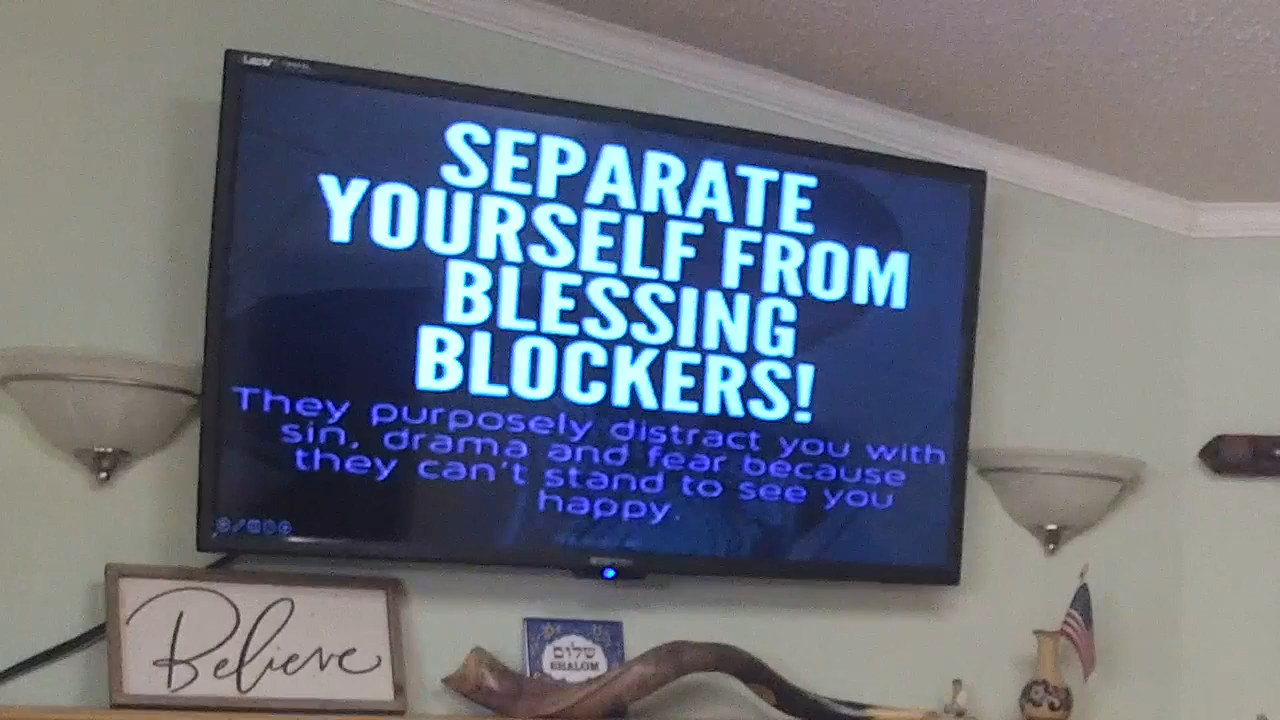 SEPARATE
YOURSELF FROM
BLESSING
BLOCKERS!
They purposely distract you with
sin, drama and fear because
they can't stand to see you
happy.
Believe
שלום
SHALOM